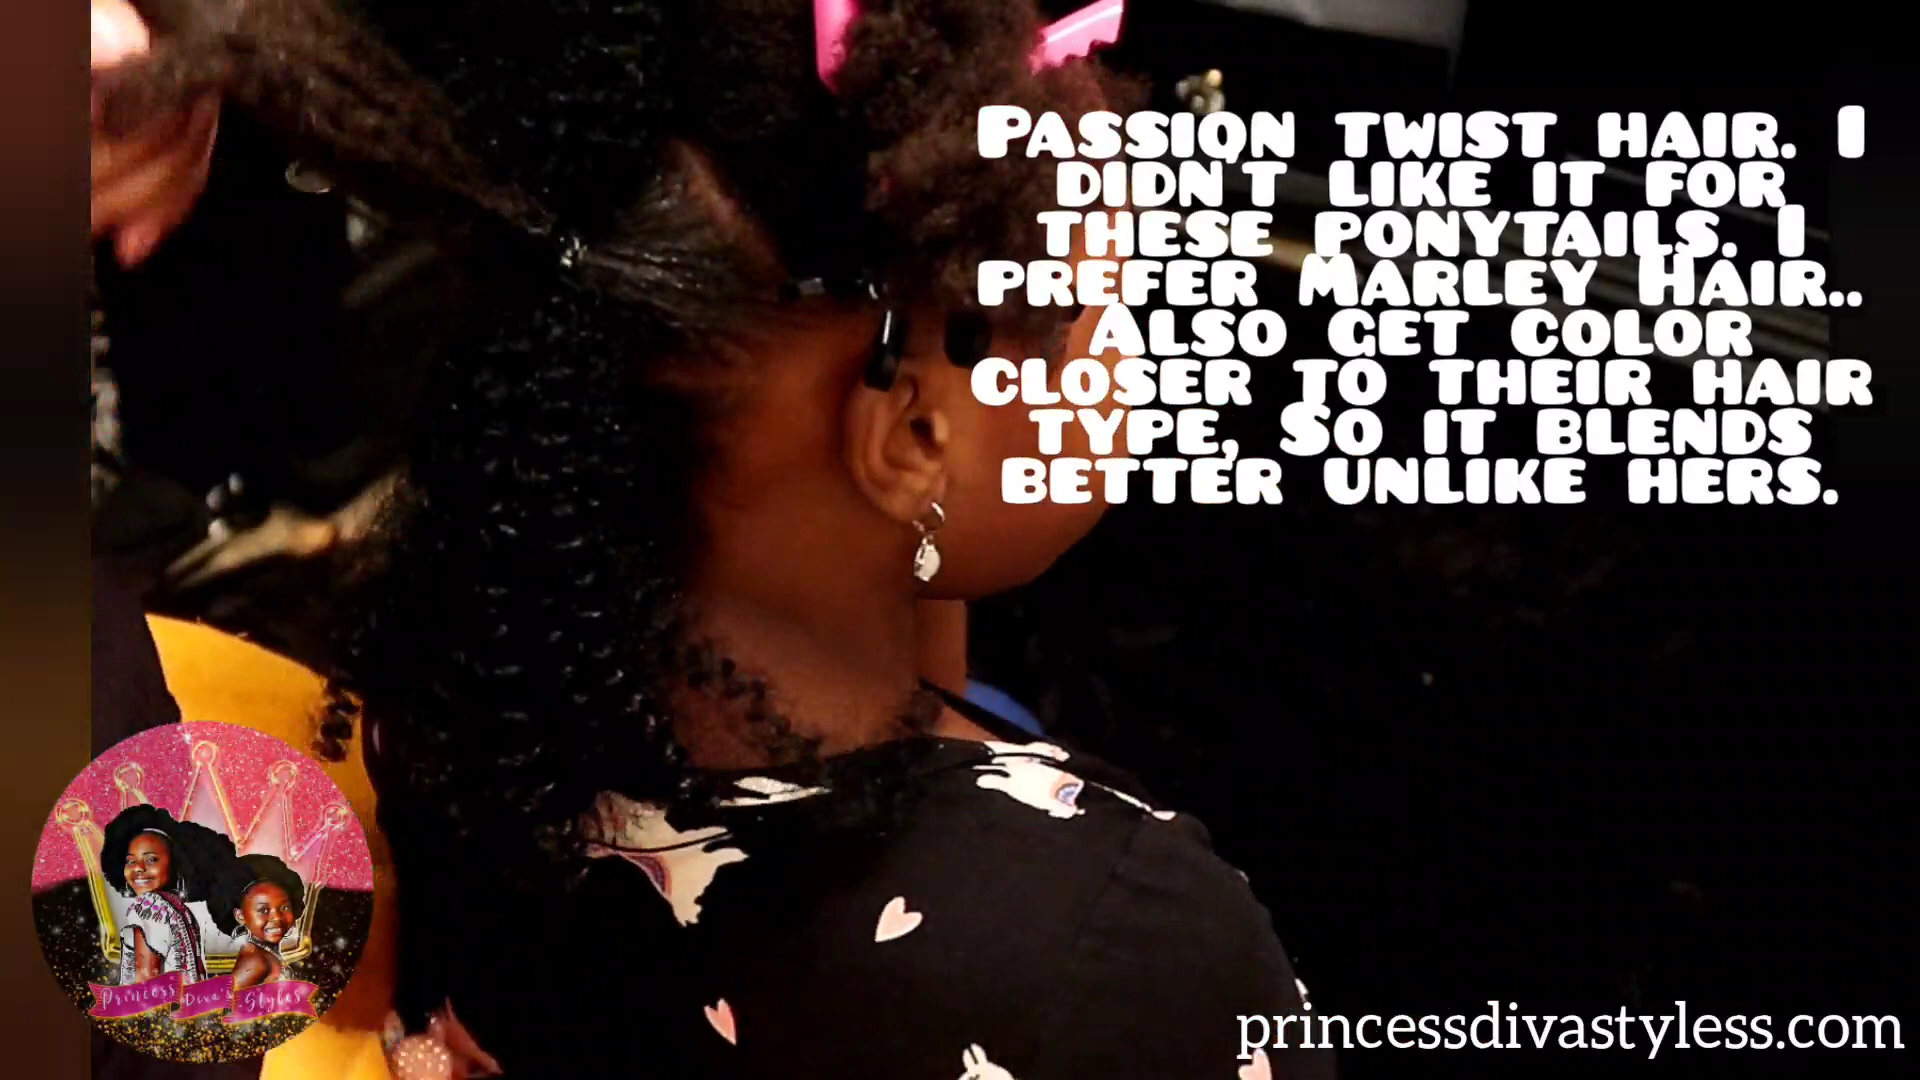 Passion twist hair. I
didn't like it for
these ponytails. I
prefer Marley Hair..
Also get color
closer to their hair
type, So it blends
better unlike hers.
Princess Diva's Styles
princessdivastyless.com